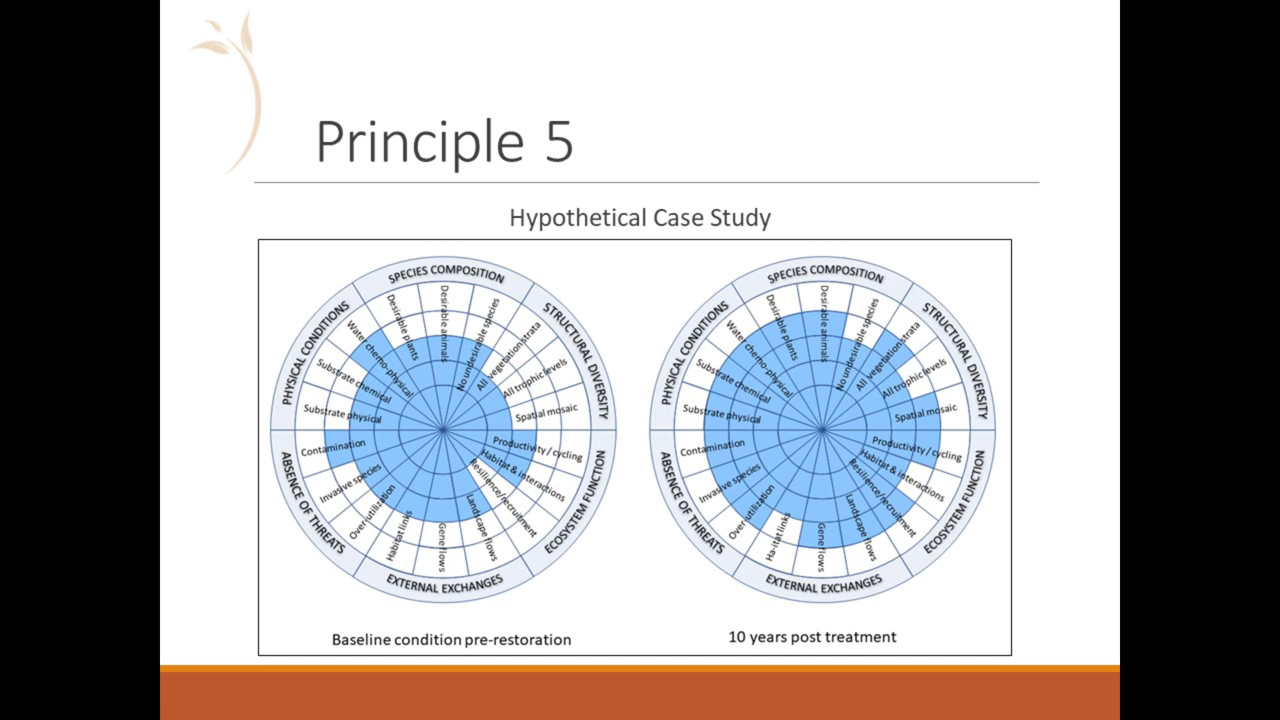 Principle 5
Hypothetical Case Study
SPECIES COMPOSITION
STRUCTURAL DIVERSITY
ECOSYSTEM FUNCTION
EXTERNAL EXCHANGES
ABSENCE OF THREATS
PHYSICAL CONDITIONS
Desirable plants
Desirable animals
No undesirable species
All vegetation strata
All trophic levels
Spatial mosaic
Productivity / cycling
Habitat & interactions
Resilience/recruitment
Landscape flows
Gene flows
Habitat links
Over-utilization
Invasive species
Contamination
Substrate physical
Substrate chemical
Water chemo-physical
Baseline condition pre-restoration
SPECIES COMPOSITION
STRUCTURAL DIVERSITY
ECOSYSTEM FUNCTION
EXTERNAL EXCHANGES
ABSENCE OF THREATS
PHYSICAL CONDITIONS
Desirable plants
Desirable animals
No undesirable species
All vegetation strata
All trophic levels
Spatial mosaic
Productivity / cycling
Habitat & interactions
Resilience/recruitment
Landscape flows
Gene flows
Ha-itat links
Over-utilization
Invasive species
Contamination
Substrate physical
Substrate chemical
Water chemo-physical
10 years post treatment